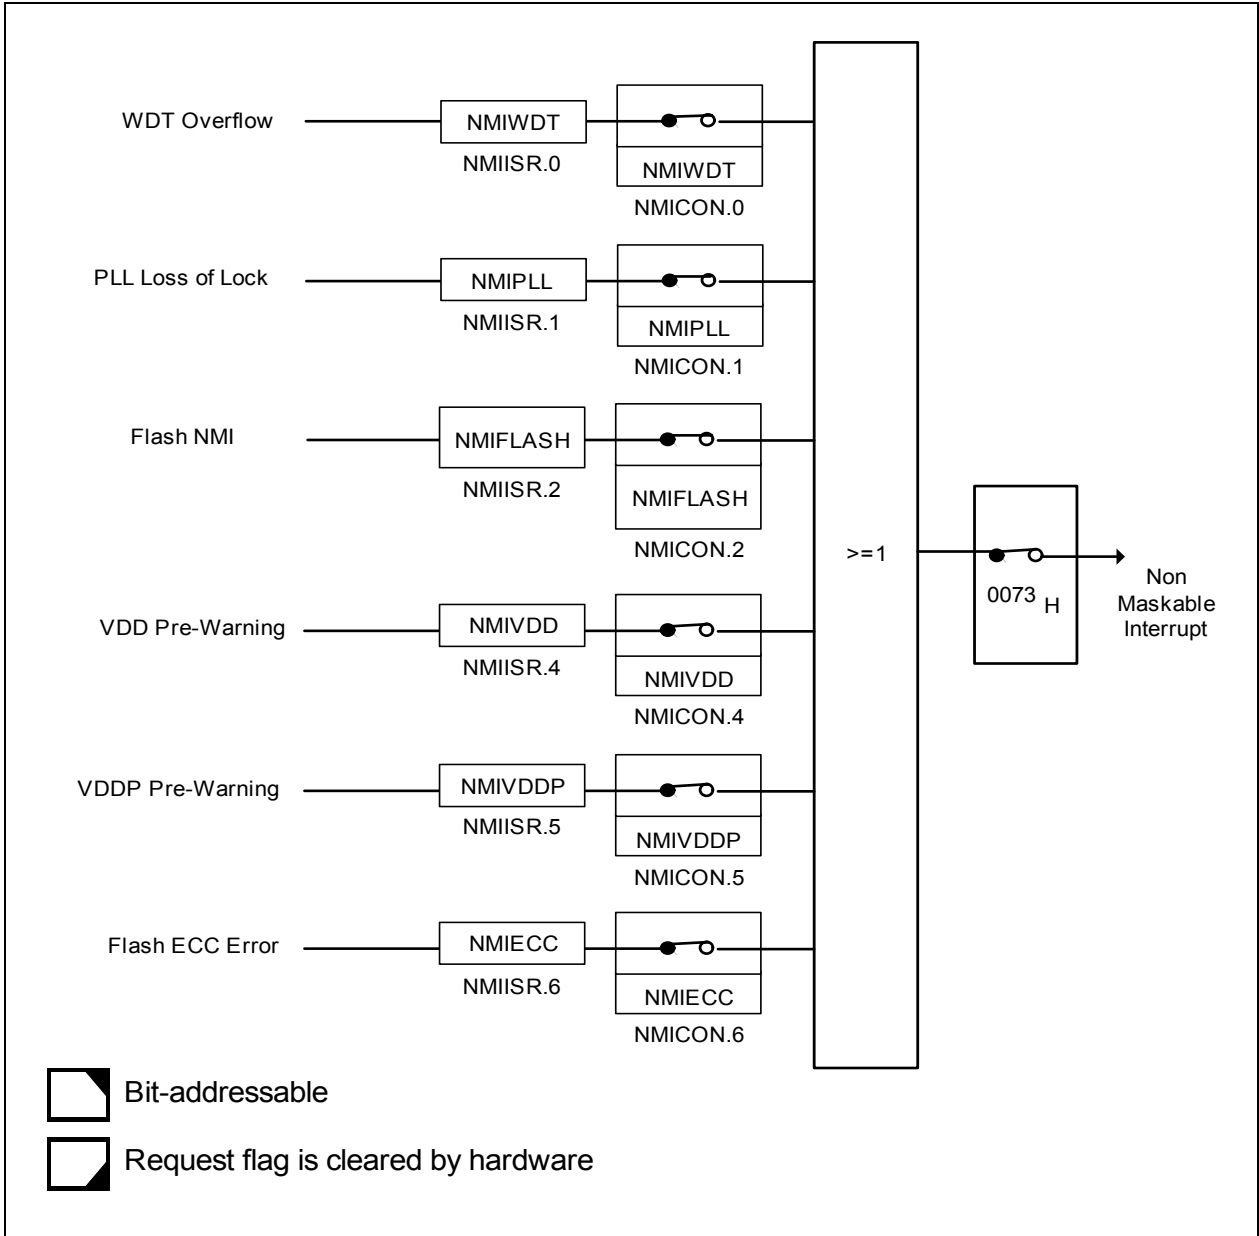 WDT Overflow
NMIWDT
NMIISR.0
NMIWDT
NMICON.0
PLL Loss of Lock
NMIPLL
NMIISR.1
NMIPLL
NMICON.1
Flash NMI
NMIFLASH
NMIISR.2
NMIFLASH
NMICON.2
VDD Pre-Warning
NMIVDD
NMIISR.4
NMIVDD
NMICON.4
VDDP Pre-Warning
NMIVDDP
NMIISR.5
NMIVDDP
NMICON.5
Flash ECC Error
NMIECC
NMIISR.6
NMIECC
NMICON.6
>=1
0073 H
Non
Maskable
Interrupt
Bit-addressable
Request flag is cleared by hardware